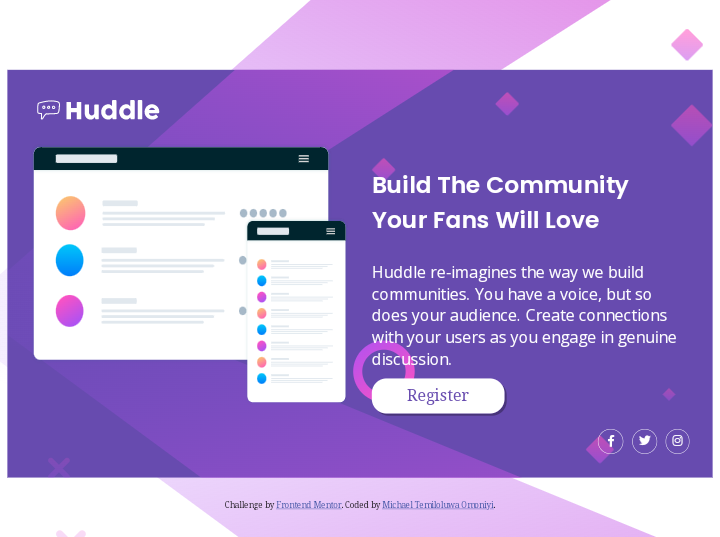 Huddle
Build The Community
Your Fans Will Love
Huddle re-imagines the way we build
communities. You have a voice, but so
does your audience. Create connections
with your users as you engage in genuine
discussion.
Register
Challenge by Frontend Mentor. Coded by Michael Temiloluwa Omoniyi.